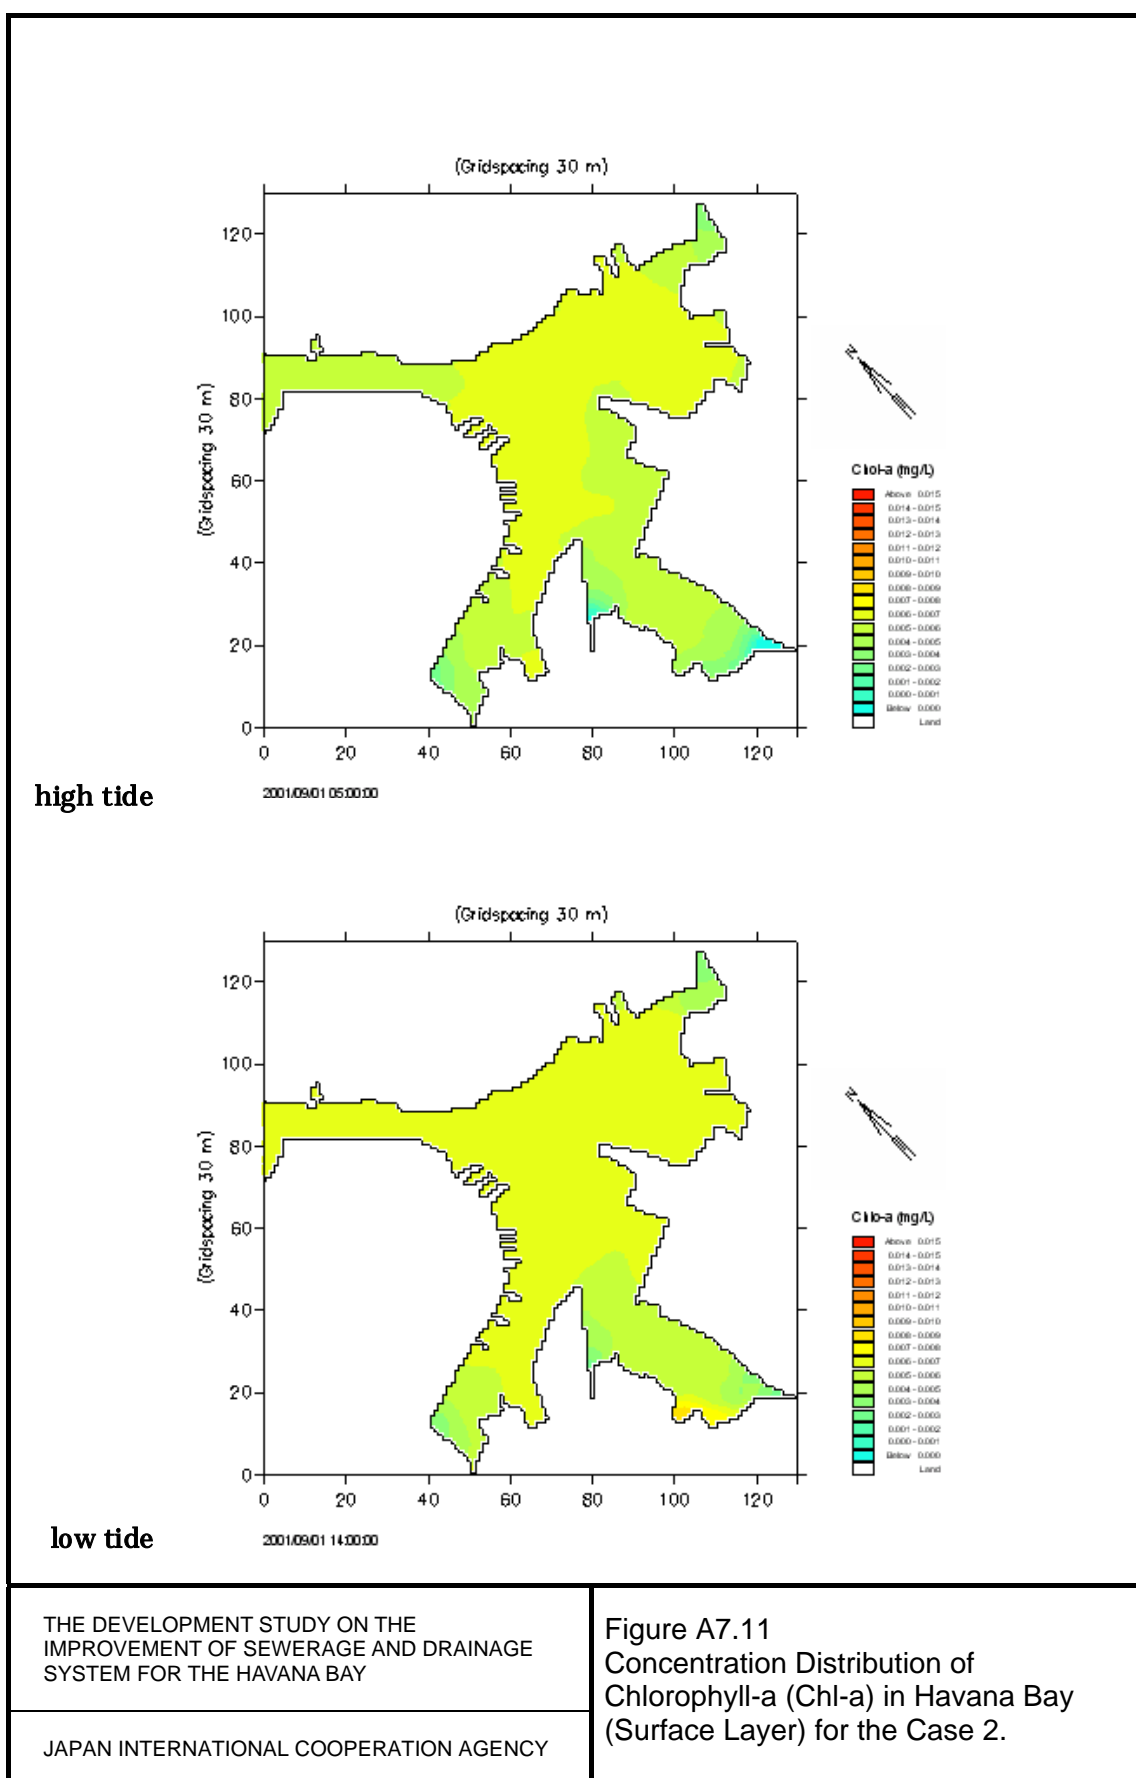 (Gridspacing 30 m)
120
100
80
60
40
20
0
(Gridspacing 30 m)
0 20 40 60 80 100 120
N
Chlo-a (mg/L)
Above 0.015
0.014-0.015
0.013-0.014
0.012-0.013
0.011-0.012
0.010-0.011
0.009-0.010
0.008-0.009
0.007-0.008
0.006-0.007
0.005-0.006
0.004-0.005
0.003-0.004
0.002-0.003
0.001-0.002
0.000-0.001
Below 0.000
Land
high tide
2001/09/01 05:00:00
(Gridspacing 30 m)
120
100
80
60
40
20
0
(Gridspacing 30 m)
0 20 40 60 80 100 120
N
Chlo-a (mg/L)
Above 0.015
0.014-0.015
0.013-0.014
0.012-0.013
0.011-0.012
0.010-0.011
0.009-0.010
0.008-0.009
0.007-0.008
0.006-0.007
0.005-0.006
0.004-0.005
0.003-0.004
0.002-0.003
0.001-0.002
0.000-0.001
Below 0.000
Land
low tide
2001/09/01 14:00:00
THE DEVELOPMENT STUDY ON THE
IMPROVEMENT OF SEWERAGE AND DRAINAGE
SYSTEM FOR THE HAVANA BAY
JAPAN INTERNATIONAL COOPERATION AGENCY
Figure A7.11
Concentration Distribution of
Chlorophyll-a (Chl-a) in Havana Bay
(Surface Layer) for the Case 2.